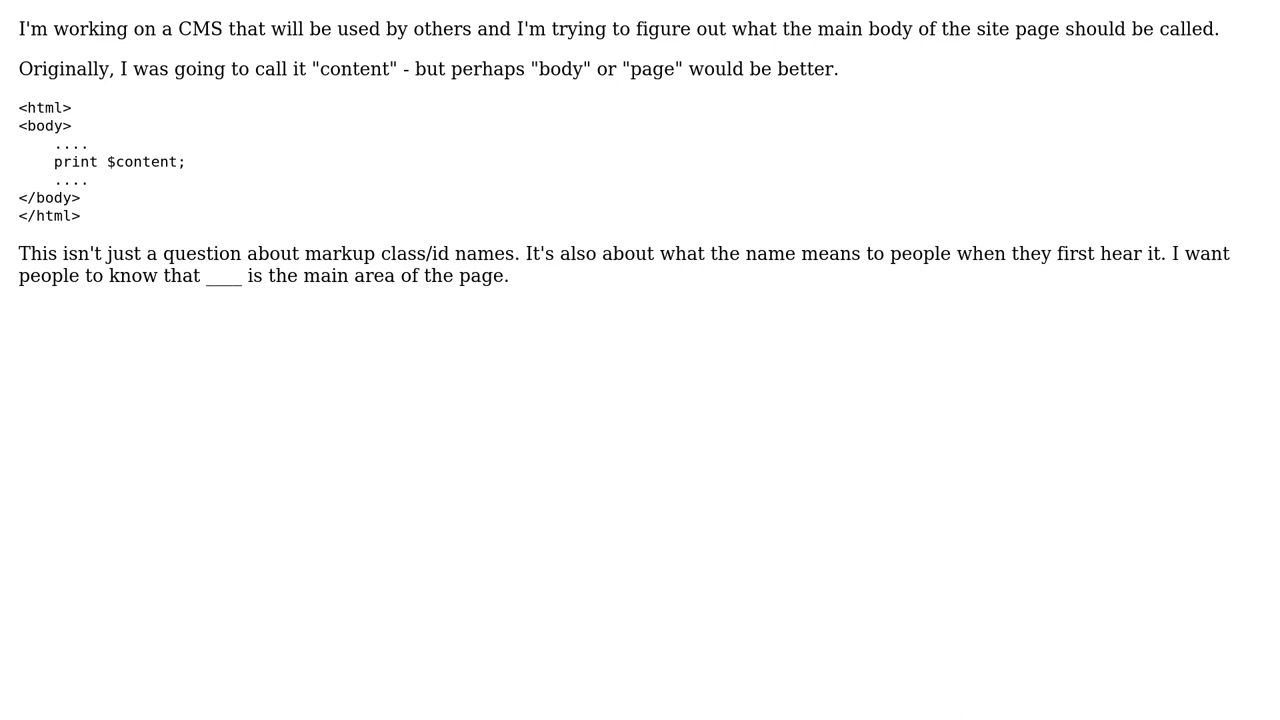 I'm working on a CMS that will be used by others and I'm trying to figure out what the main body of the site page should be called.
Originally, I was going to call it "content" - but perhaps "body" or "page" would be better.
<html>
<body>
    ....
    print $content;
    ....
</body>
</html>
This isn't just a question about markup class/id names. It's also about what the name means to people when they first hear it. I want
people to know that ____ is the main area of the page.